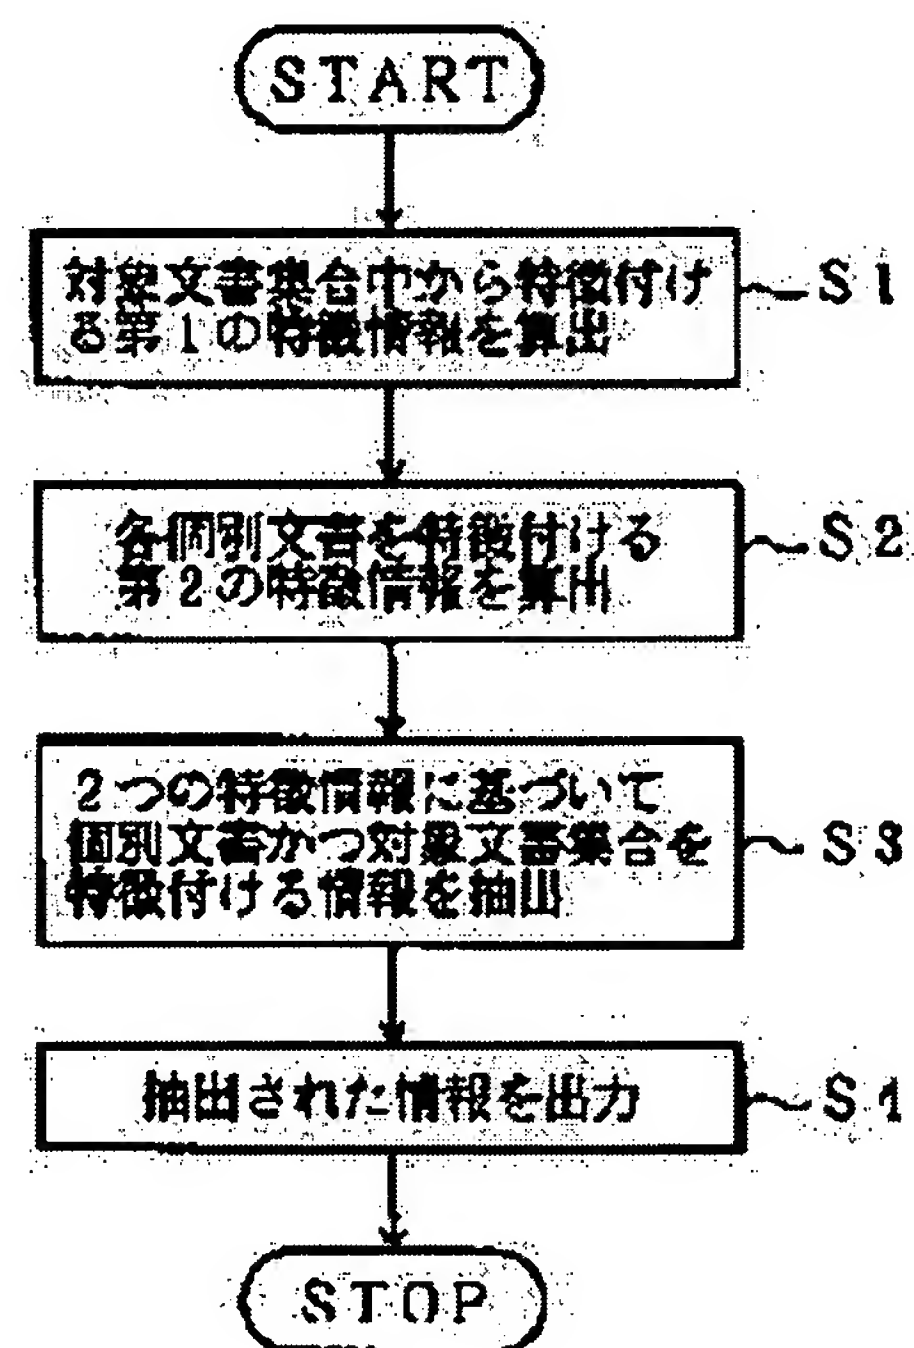 START
対象文書集合中から特徴付け
る第1の特徴情報を算出
S1
各個別文書を特徴付ける
第2の特徴情報を算出
S2
2つの特徴情報に基づいて
個別文書かつ対象文書集合を
特徴付ける情報を抽出
S3
抽出された情報を出力
S4
STOP